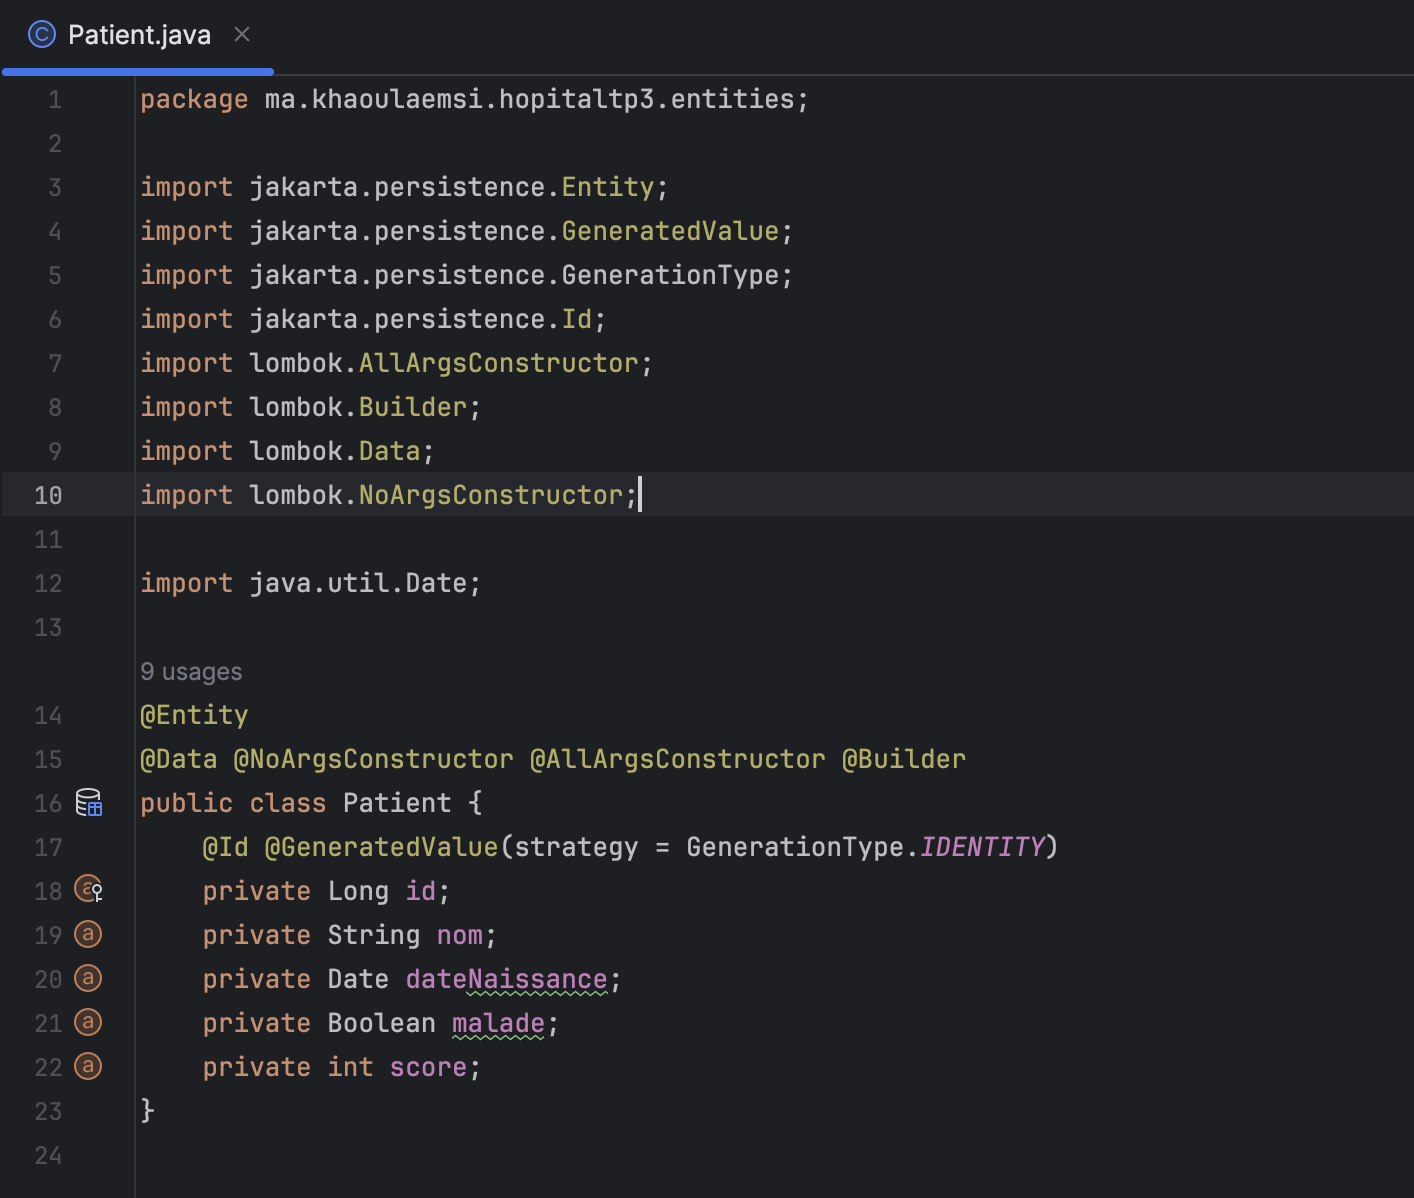 Patient.java
1 package ma.khaoulaemsi.hopitaltp3.entities;
2
3 import jakarta.persistence.Entity;
4 import jakarta.persistence.GeneratedValue;
5 import jakarta.persistence.GenerationType;
6 import jakarta.persistence.Id;
7 import lombok.AllArgsConstructor;
8 import lombok.Builder;
9 import lombok.Data;
10 import lombok.NoArgsConstructor;
11
12 import java.util.Date;
13
9 usages
14 @Entity
15 @Data @NoArgsConstructor @AllArgsConstructor @Builder
16 public class Patient {
17     @Id @GeneratedValue(strategy = GenerationType.IDENTITY)
18     private Long id;
19     private String nom;
20     private Date dateNaissance;
21     private Boolean malade;
22     private int score;
23 }
24